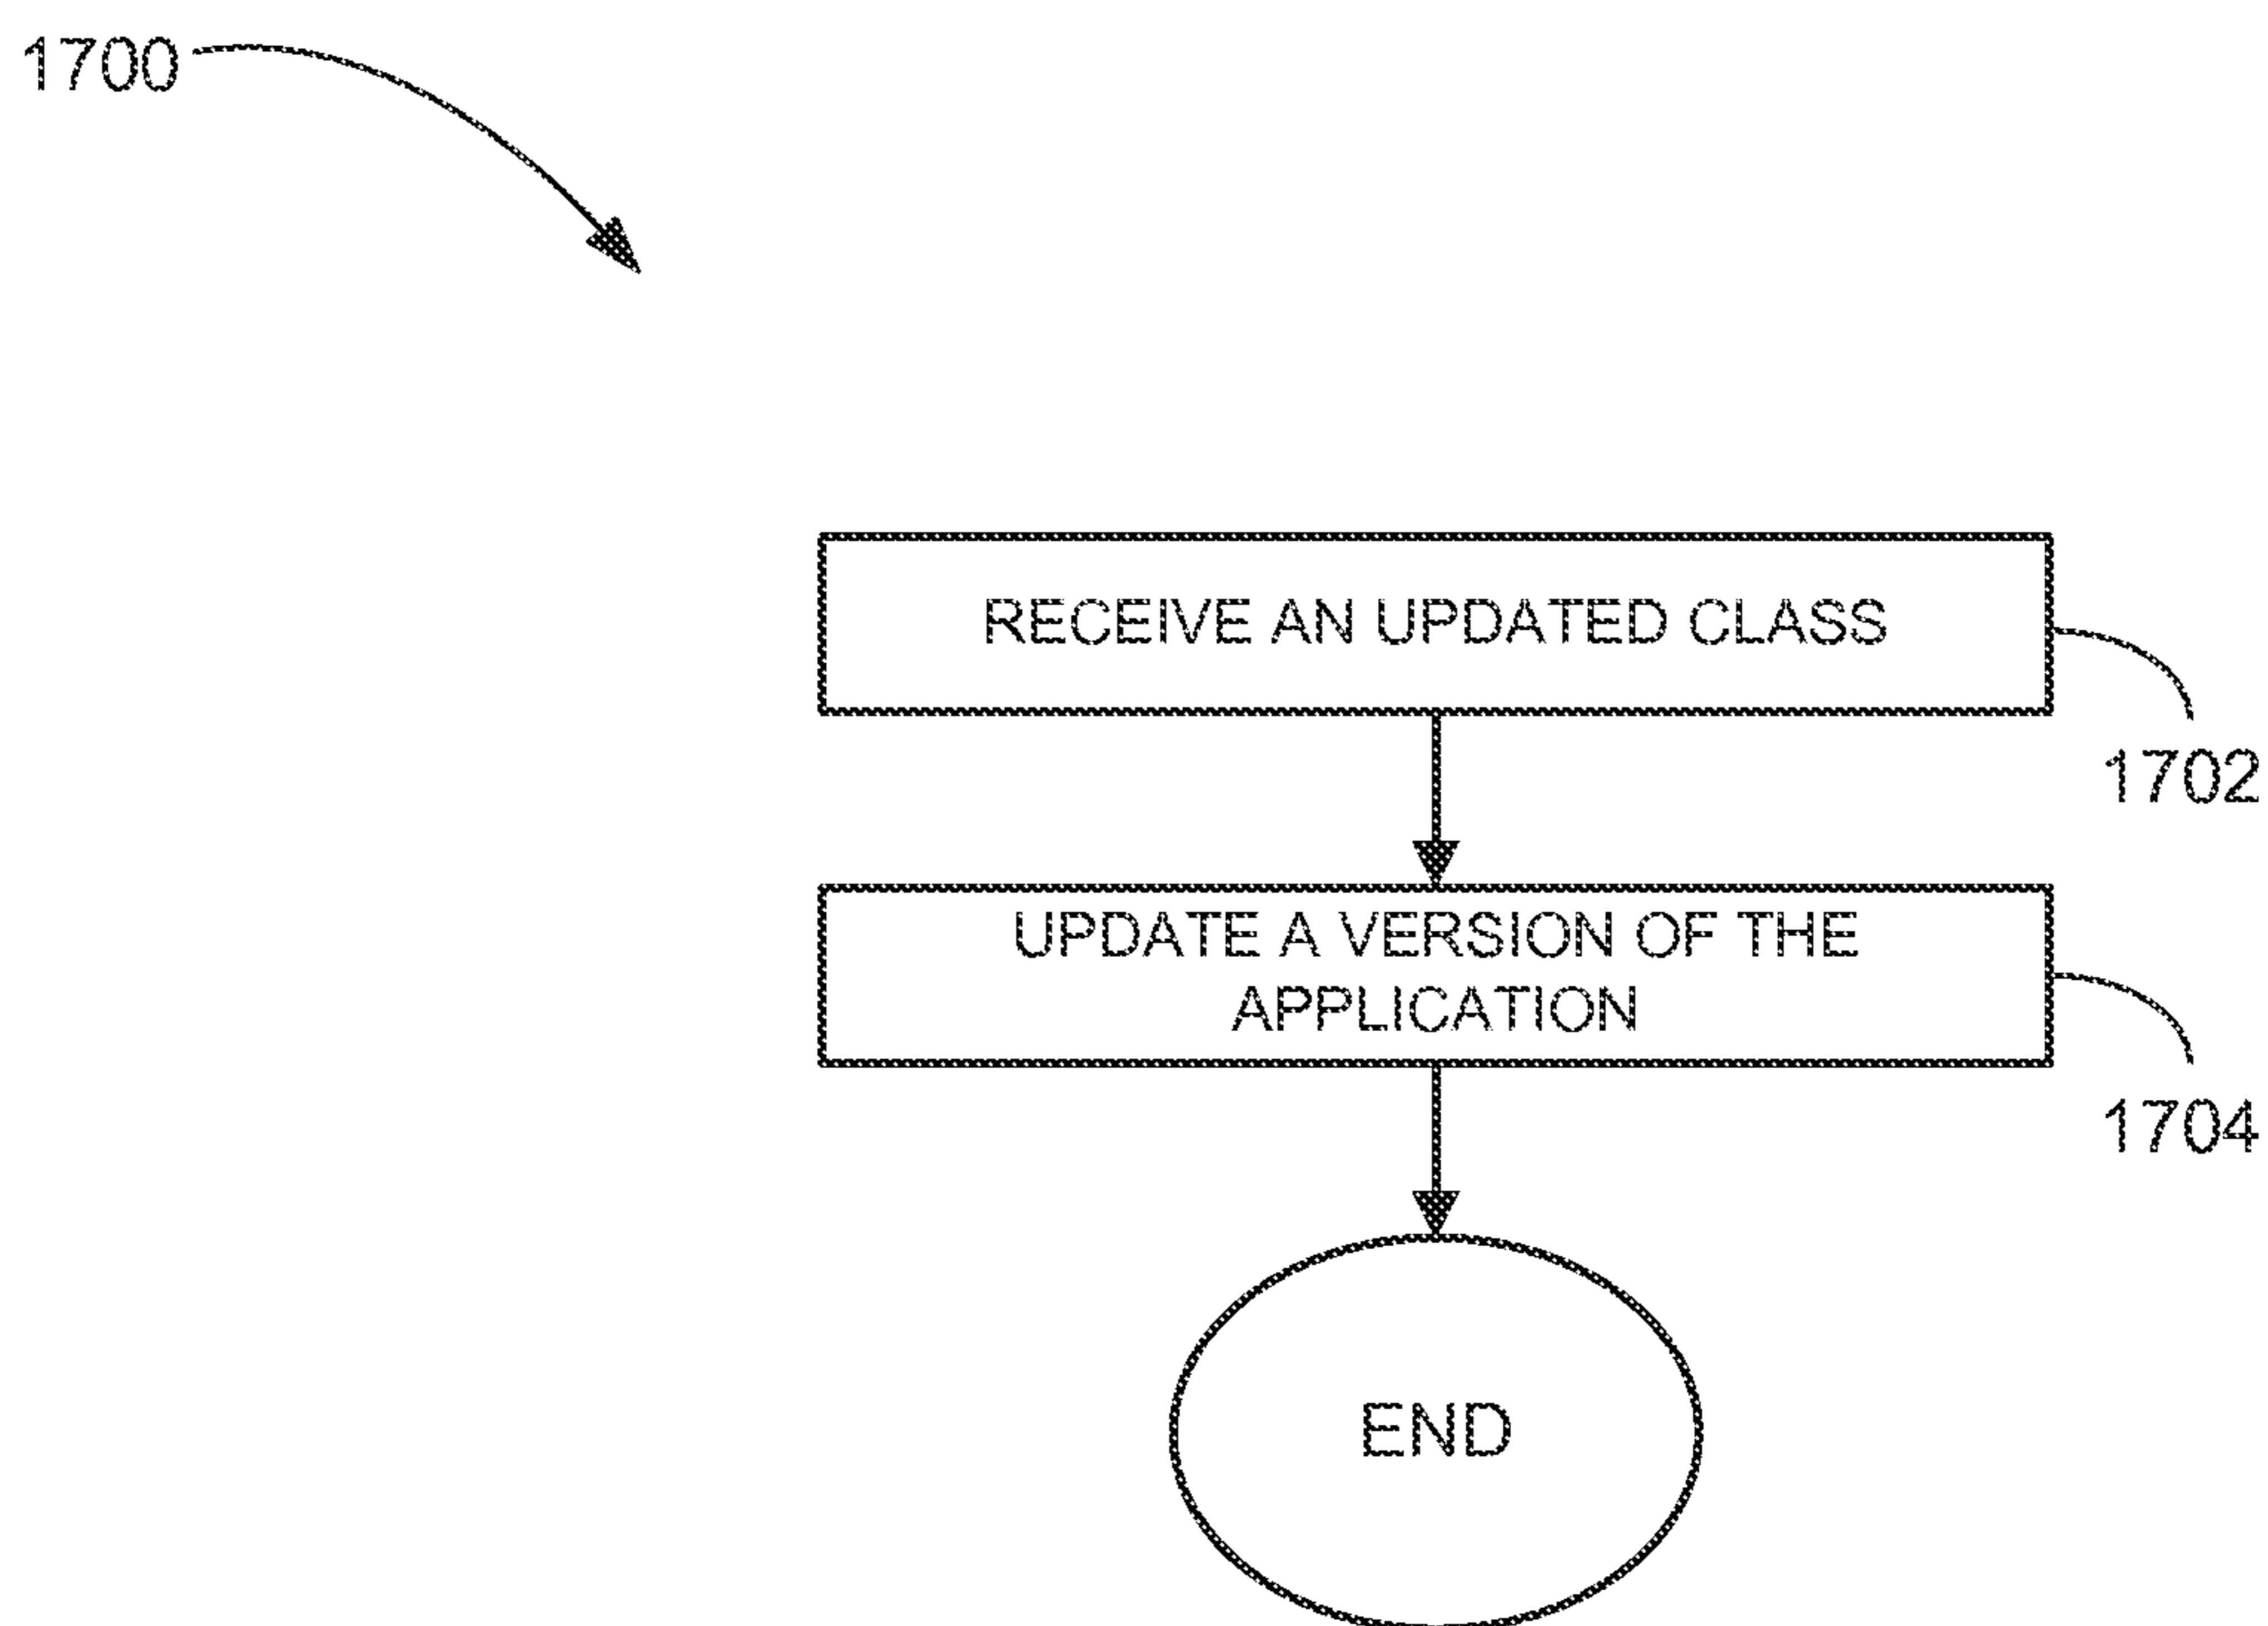 1700
RECEIVE AN UPDATED CLASS
1702
UPDATE A VERSION OF THE
APPLICATION
1704
END